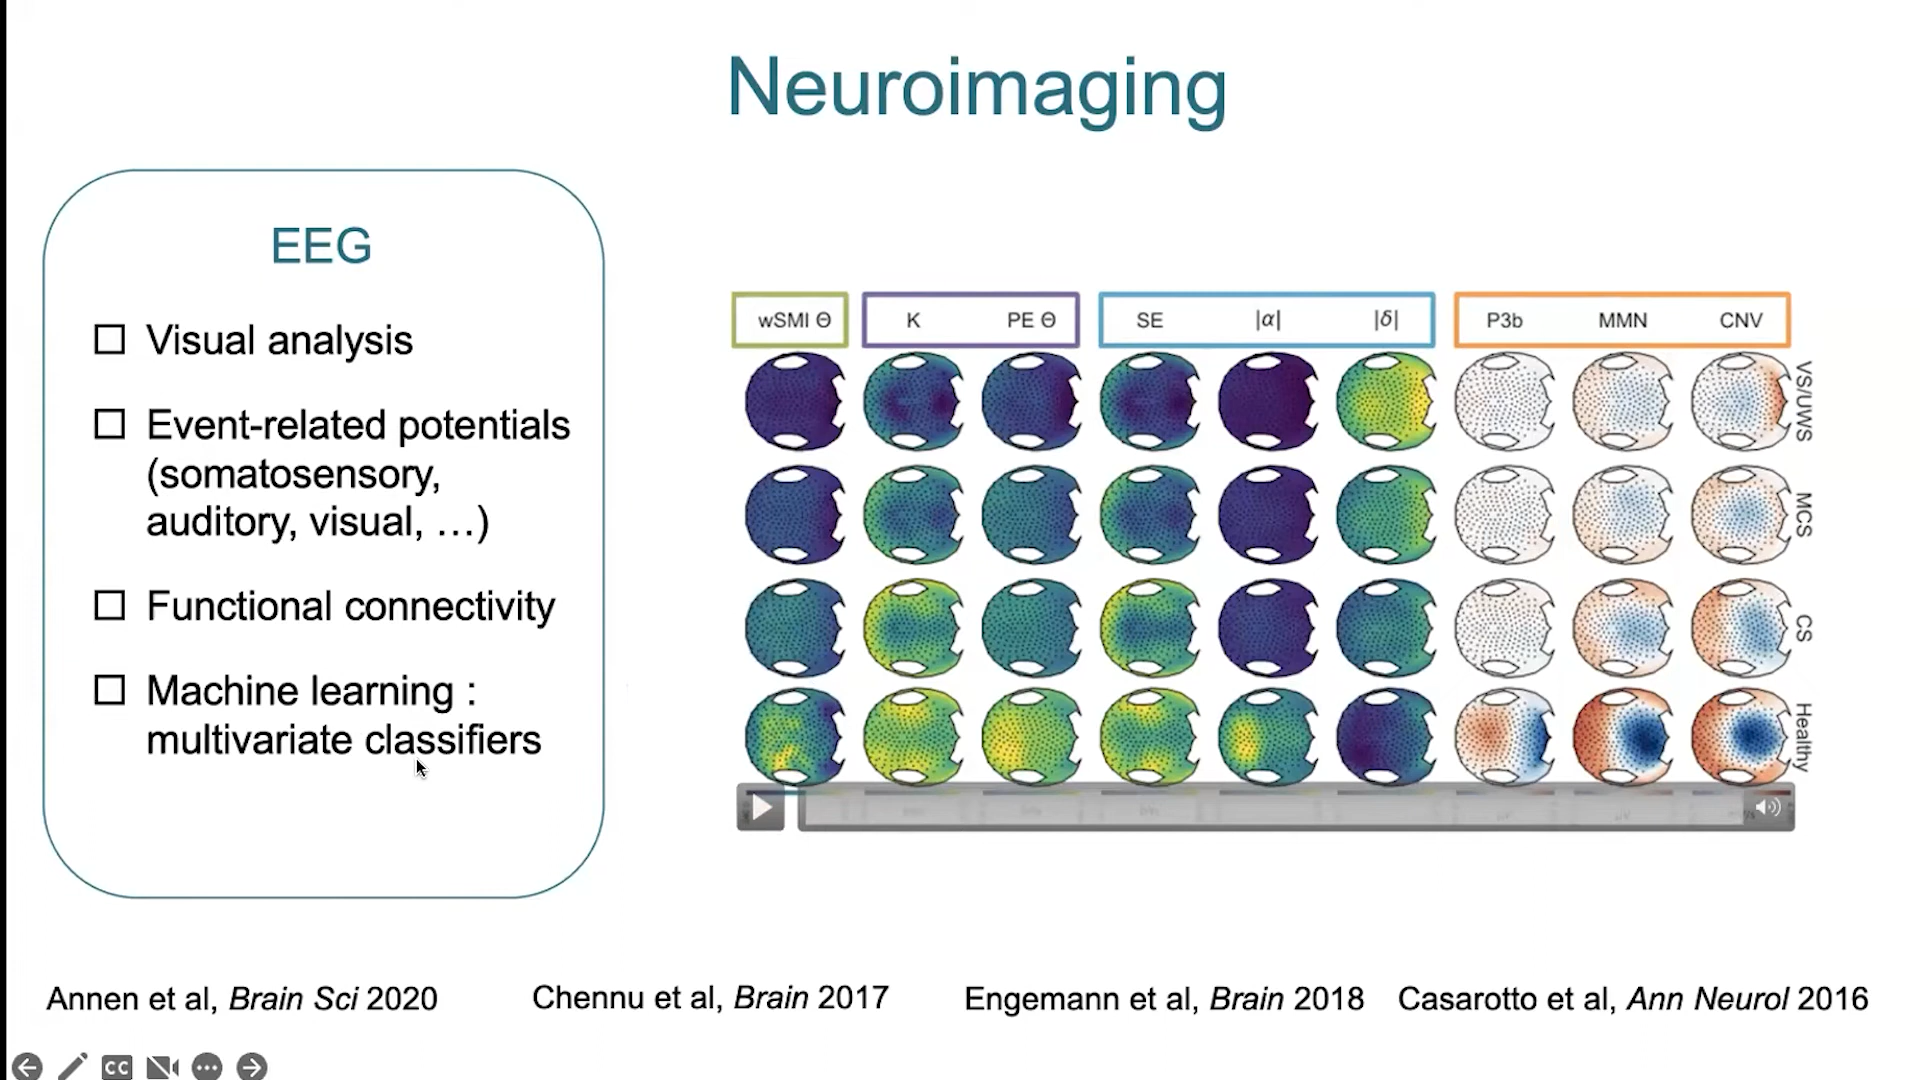 Neuroimaging
EEG
Visual analysis
Event-related potentials
(somatosensory,
auditory, visual, …)
Functional connectivity
Machine learning :
multivariate classifiers
wSMI Θ K PE Θ SE |α| |δ| P3b MMN CNV
VS/UWS
MCS
CS
Healthy
Annen et al, Brain Sci 2020 Chennu et al, Brain 2017 Engemann et al, Brain 2018 Casarotto et al, Ann Neurol 2016
CC